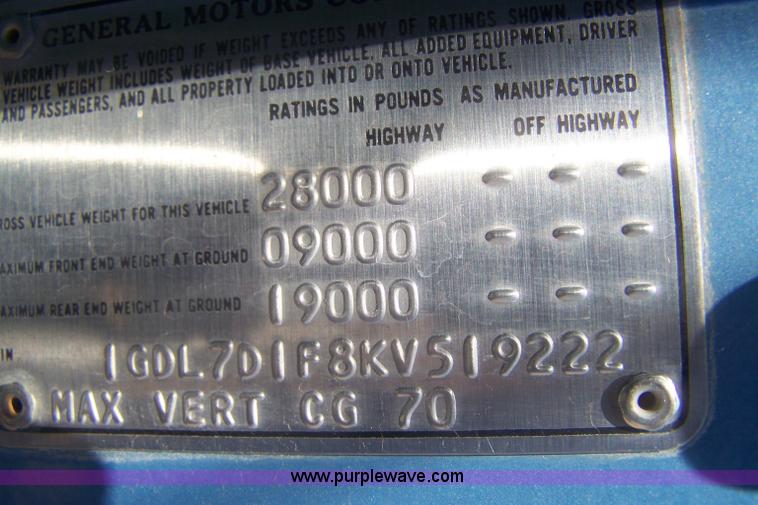 GENERAL MOTORS
WARRANTY MAY BE VOIDED IF WEIGHT EXCEEDS ANY OF RATINGS SHOWN. GROSS
VEHICLE WEIGHT INCLUDES WEIGHT OF BASE VEHICLE, ALL ADDED EQUIPMENT, DRIVER
AND PASSENGERS, AND ALL PROPERTY LOADED INTO OR ONTO VEHICLE.
RATINGS IN POUNDS AS MANUFACTURED
HIGHWAY OFF HIGHWAY
ROSS VEHICLE WEIGHT FOR THIS VEHICLE 28000 - - -
AXIMUM FRONT END WEIGHT AT GROUND 09000 - - -
AXIMUM REAR END WEIGHT AT GROUND 19000 - - -
IN 1GDL7D1F8KV519222
MAX VERT CG 70
www.purplewave.com